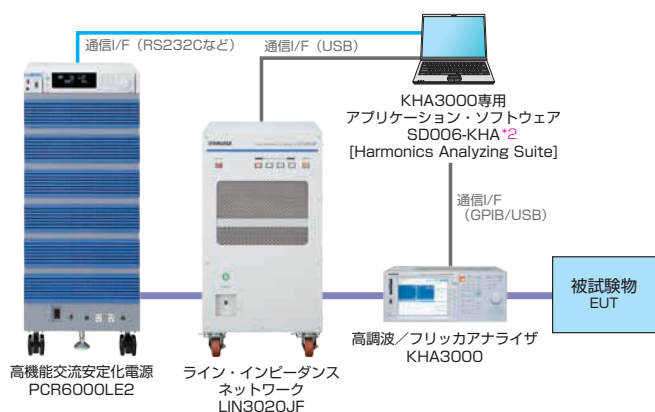 通信I/F（RS232Cなど）
通信I/F（USB）
KHA3000専用
アプリケーション・ソフトウェア
SD006-KHA*2
[Harmonics Analyzing Suite]
通信I/F
（GPIB/USB）
被試験物
EUT
高調波／フリッカアナライザ
KHA3000
高機能交流安定化電源
PCR6000LE2
ライン・インピーダンス
ネットワーク
LIN3020JF